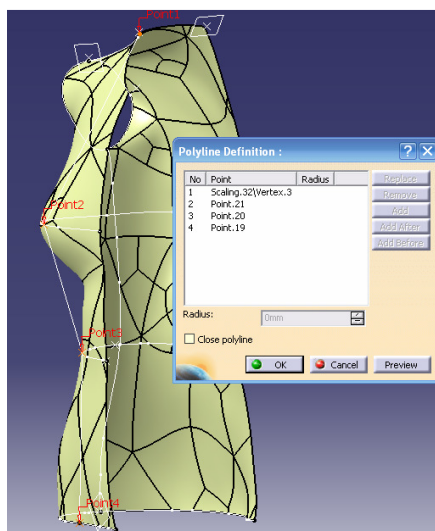 Point1
Polyline Definition :
No Point Radius
1 Scaling.32\Vertex.3
2 Point.21
3 Point.20
4 Point.19
Replace
Remove
Add
Add After
Add Before
Point2
Radius:
0mm
Point3
Close polyline
OK Cancel Preview
Point4